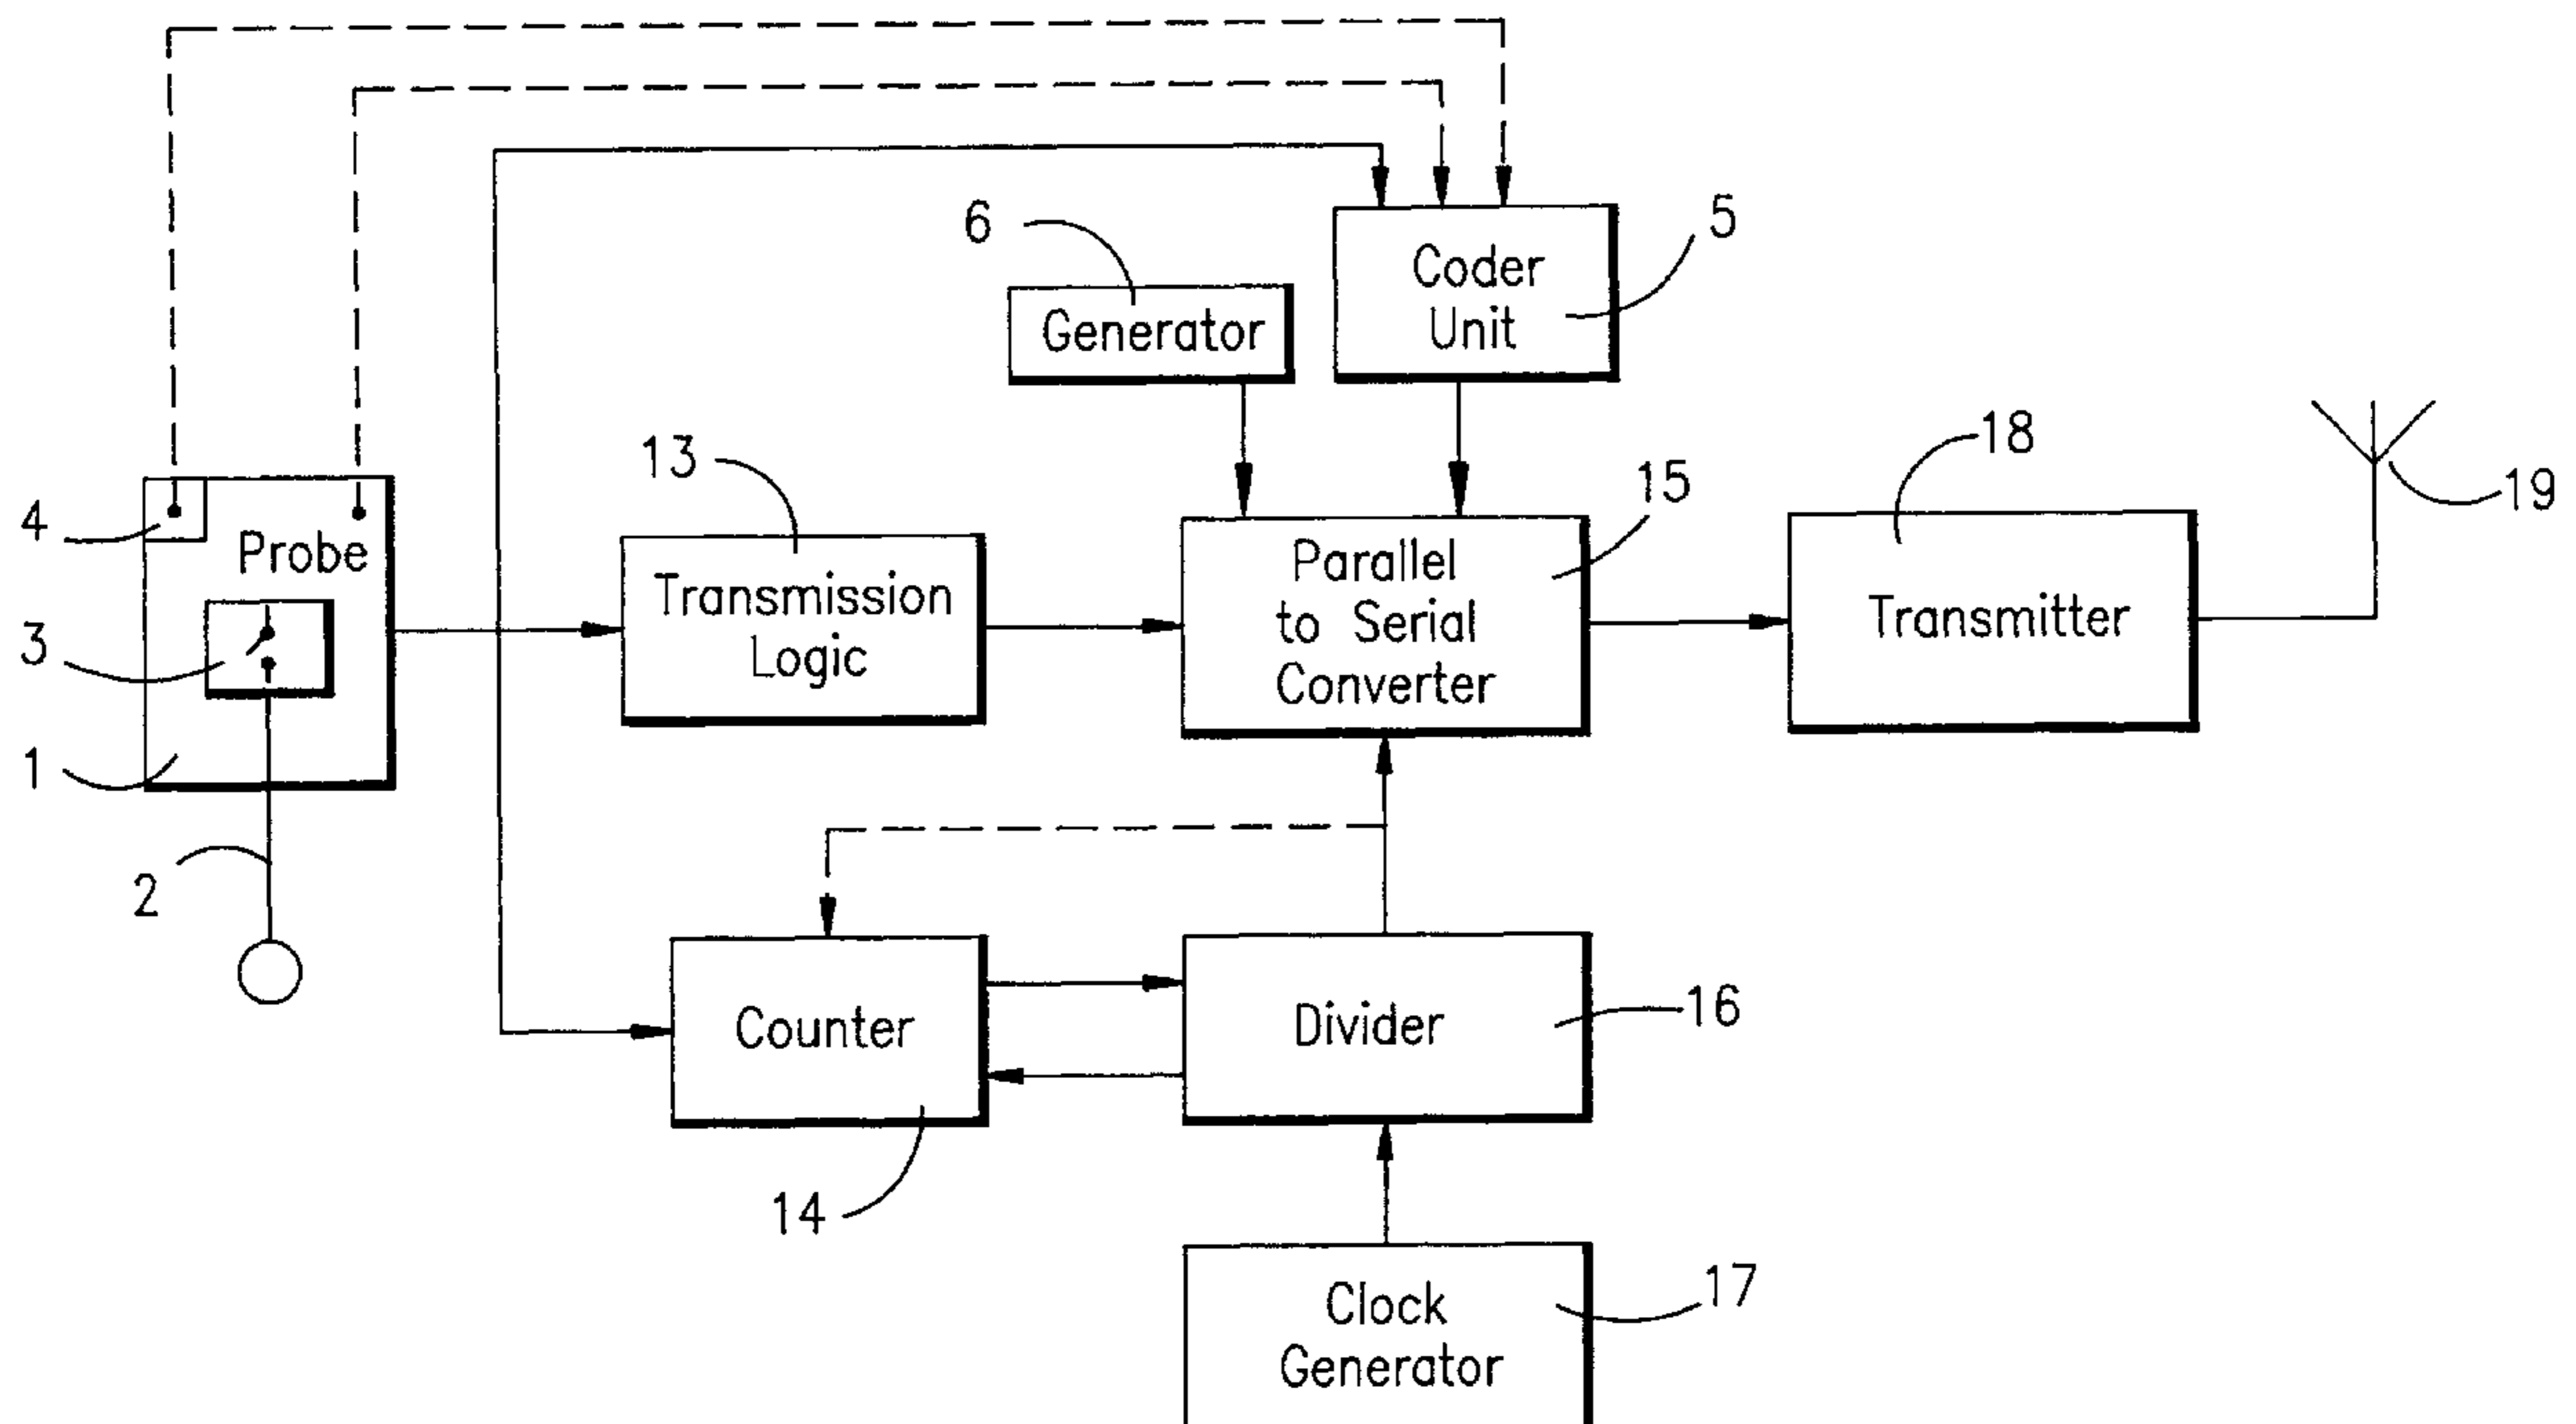 6
5
Coder
Unit
Generator
13
15
18
19
4
Probe
Transmission
Logic
Parallel
to Serial
Converter
Transmitter
3
1
2
Counter
Divider
16
14
Clock
Generator
17